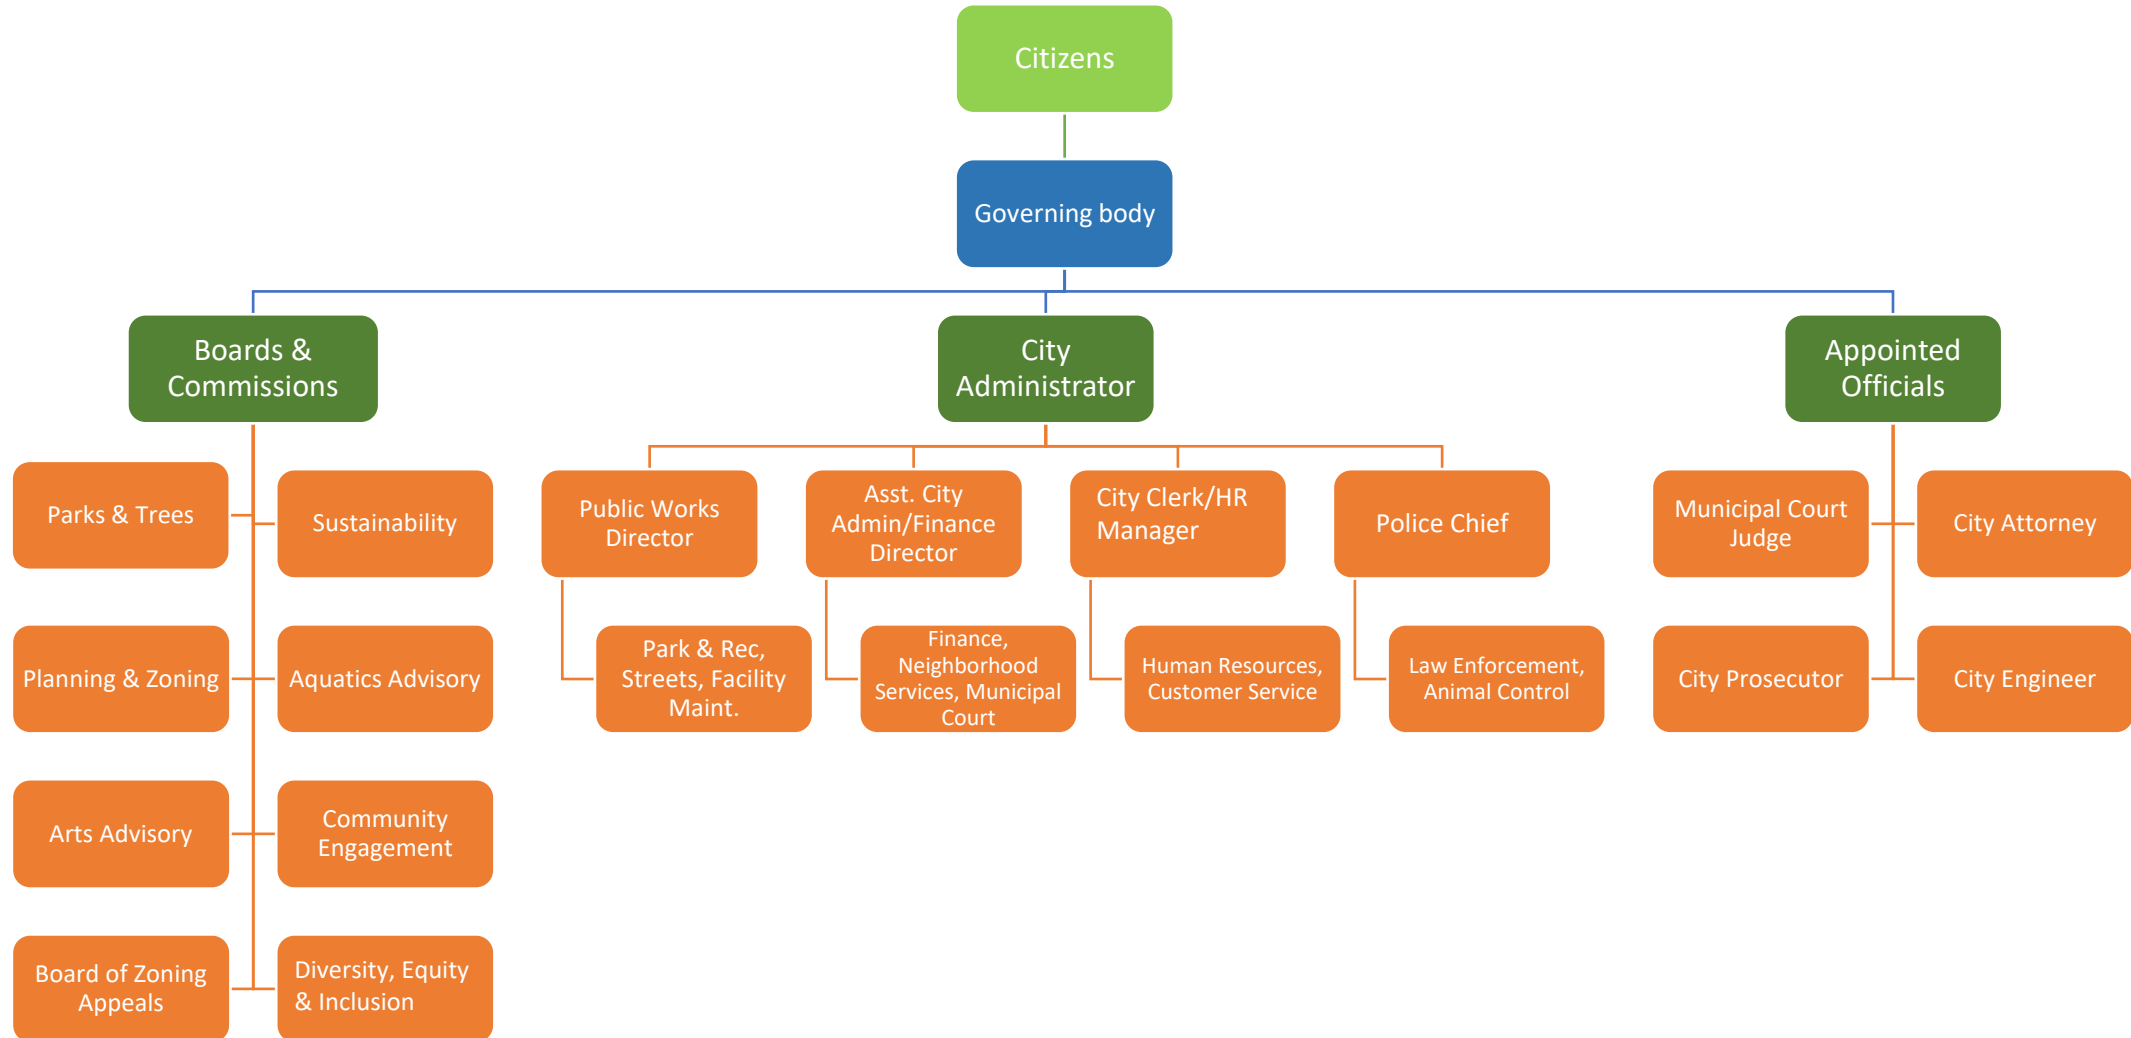 Citizens
Governing body
Boards &
Commissions
City
Administrator
Appointed
Officials
Parks & Trees
Sustainability
Planning & Zoning
Aquatics Advisory
Arts Advisory
Community
Engagement
Board of Zoning
Appeals
Diversity, Equity
& Inclusion
Public Works
Director
Park & Rec,
Streets, Facility
Maint.
Asst. City
Admin/Finance
Director
Finance,
Neighborhood
Services, Municipal
Court
City Clerk/HR
Manager
Human Resources,
Customer Service
Police Chief
Law Enforcement,
Animal Control
Municipal Court
Judge
City Attorney
City Prosecutor
City Engineer